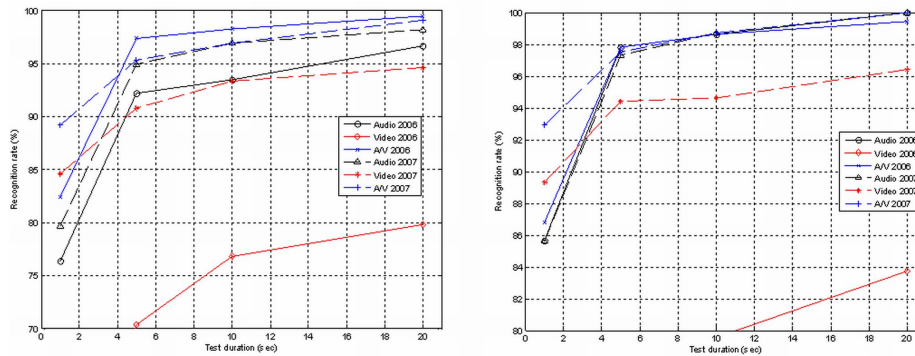 100
95
90
85
80
75
70
Recognition rate (%)
0 2 4 6 8 10 12 14 16 18 20
Test duration (sec)
Audio 2006
Video 2006
A/V 2006
Audio 2007
Video 2007
A/V 2007
100
98
96
94
92
90
88
86
84
82
80
Recognition rate (%)
0 2 4 6 8 10 12 14 16 18 20
Test duration (sec)
Audio 2006
Video 2006
A/V 2006
Audio 2007
Video 2007
A/V 2007